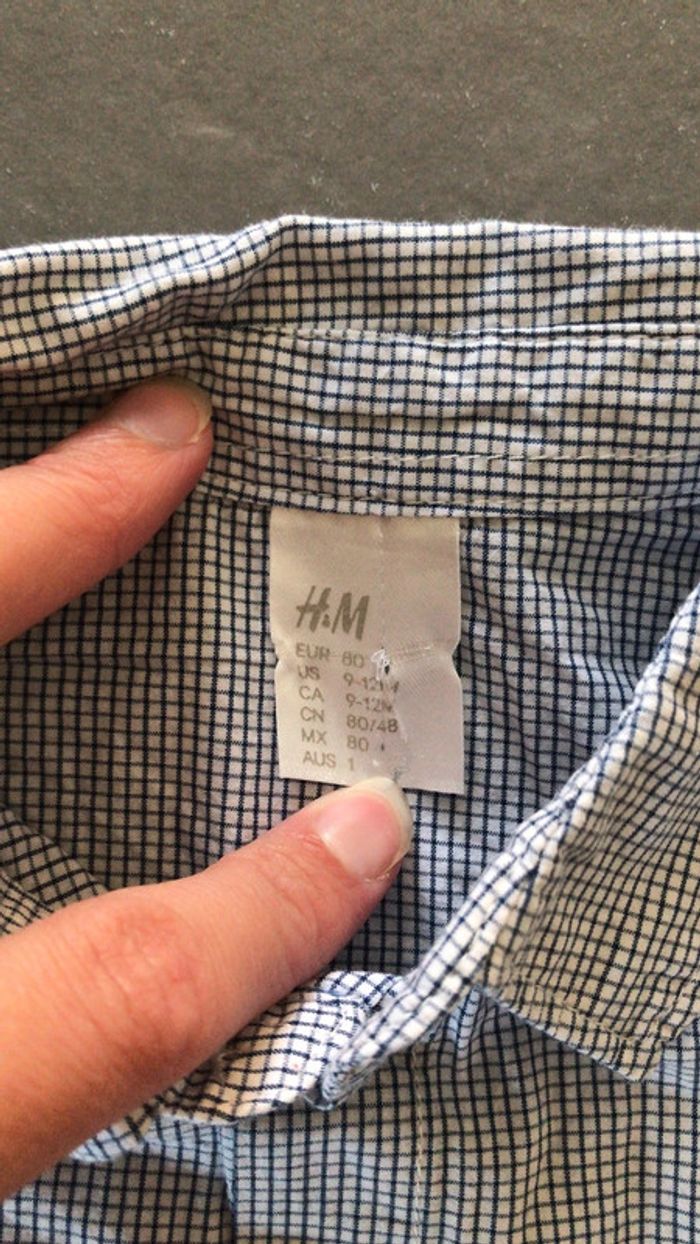 H&M
EUR 80
US 9-12M
CA 9-12M
CN 80/48
MX 80
AUS 1